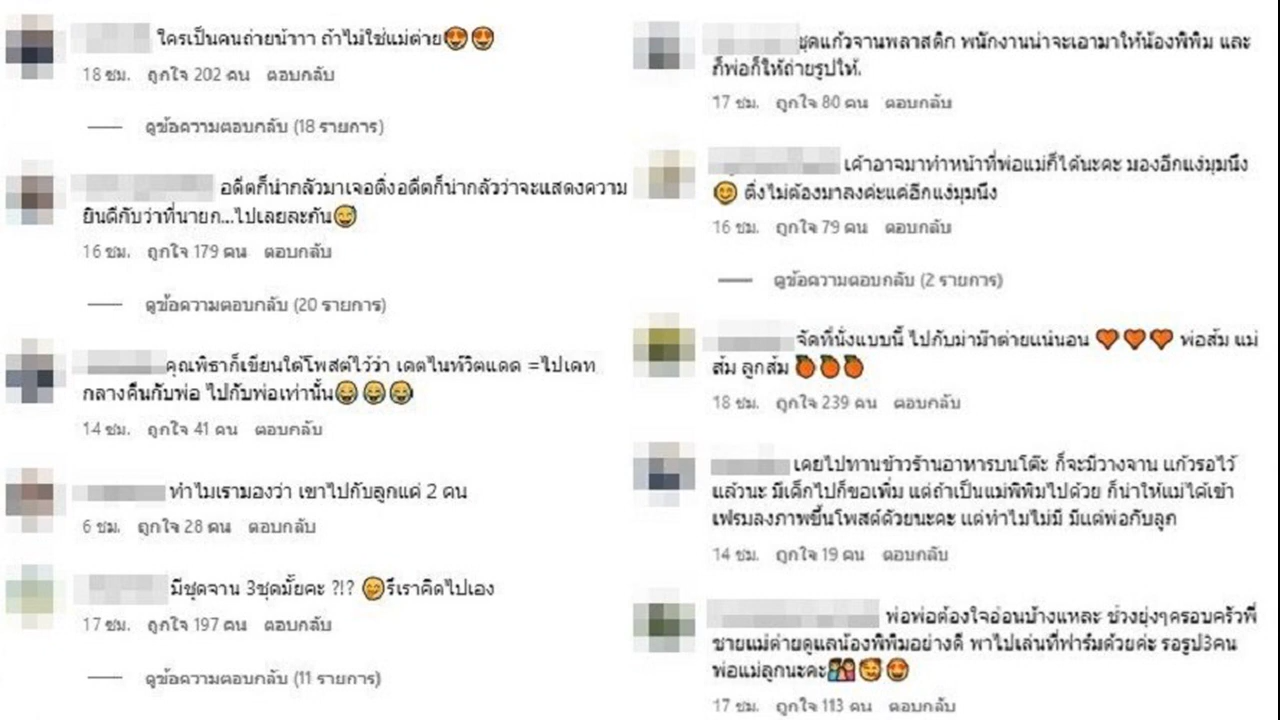 ใครเป็นคนถ่ายน้าาา ถ้าไม่ใช่แม่ต่าย😍😍
18 ชม. ถูกใจ 202 คน ตอบกลับ
ดูข้อความตอบกลับ (18 รายการ)
อดีตก็น่ากลัวมาเจอติ่งอดีตก็น่ากลัวว่าจะแสดงความ
ยินดีกับว่าที่นายก...ไปเลยละกัน😅
16 ชม. ถูกใจ 179 คน ตอบกลับ
ดูข้อความตอบกลับ (20 รายการ)
คุณพิธาก็เขียนใต้โพสต์ไว้ว่า เดตไนท์วิตแดด =ไปเดท
กลางคืนกับพ่อ ไปกับพ่อเท่านั้น😂😂😂
14 ชม. ถูกใจ 41 คน ตอบกลับ
ทำไมเรามองว่า เขาไปกับลูกแค่ 2 คน
6 ชม. ถูกใจ 28 คน ตอบกลับ
มีชุดจาน 3ชุดมั้ยคะ ?!? 🤭รึเราคิดไปเอง
17 ชม. ถูกใจ 197 คน ตอบกลับ
ดูข้อความตอบกลับ (11 รายการ)
ชุดแก้วจานพลาสติก พนักงานน่าจะเอามาให้น้องพิพิม และ
ก็พ่อก็ให้ถ่ายรูปให้.
17 ชม. ถูกใจ 80 คน ตอบกลับ
เค้าอาจมาทำหน้าที่พ่อแม่ก็ได้นะคะ มองอีกแง่มุมนึง
😊 ติ่งไม่ต้องมาลงค่ะแค่อีกแง่มุมนึง
16 ชม. ถูกใจ 79 คน ตอบกลับ
ดูข้อความตอบกลับ (2 รายการ)
จัดที่นั่งแบบนี้ ไปกับม่าม๊าต่ายแน่นอน 🧡🧡🧡 พ่อส้ม แม่
ส้ม ลูกส้ม 🍊🍊🍊
18 ชม. ถูกใจ 239 คน ตอบกลับ
เคยไปทานข้าวร้านอาหารบนโต๊ะ ก็จะมีวางจาน แก้วรอไว้
แล้วนะ มีเด็กไปก็ขอเพิ่ม แต่ถ้าเป็นแม่พิพิมไปด้วย ก็น่าให้แม่ได้เข้า
เฟรมลงภาพขึ้นโพสต์ด้วยนะคะ แต่ทำไมไม่มี มีแต่พ่อกับลูก
14 ชม. ถูกใจ 19 คน ตอบกลับ
พ่อพ่อต้องใจอ่อนบ้างแหละ ช่วงยุ่งๆครอบครัวพี่
ชายแม่ต่ายดูแลน้องพิพิมอย่างดี พาไปเล่นที่ฟาร์มด้วยค่ะ รอรูป3คน
พ่อแม่ลูกนะคะ👨‍👩‍👧🥰😍
17 ชม. ถูกใจ 113 คน ตอบกลับ